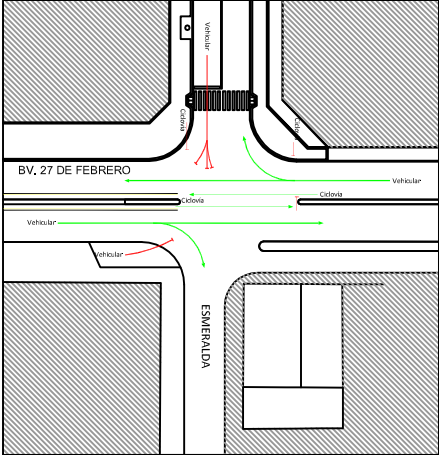 Vehicular
Ciclovia
Ciclovia
BV. 27 DE FEBRERO
Vehicular
Ciclovia
Ciclovia
Vehicular
Vehicular
ESMERALDA